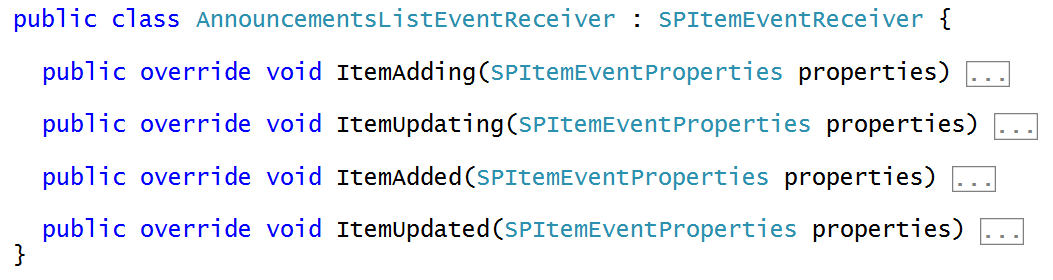 public class AnnouncementsListEventReceiver : SPItemEventReceiver {
public override void ItemAdding(SPItemEventProperties properties) ...
public override void ItemUpdating(SPItemEventProperties properties) ...
public override void ItemAdded(SPItemEventProperties properties) ...
public override void ItemUpdated(SPItemEventProperties properties) ...
}